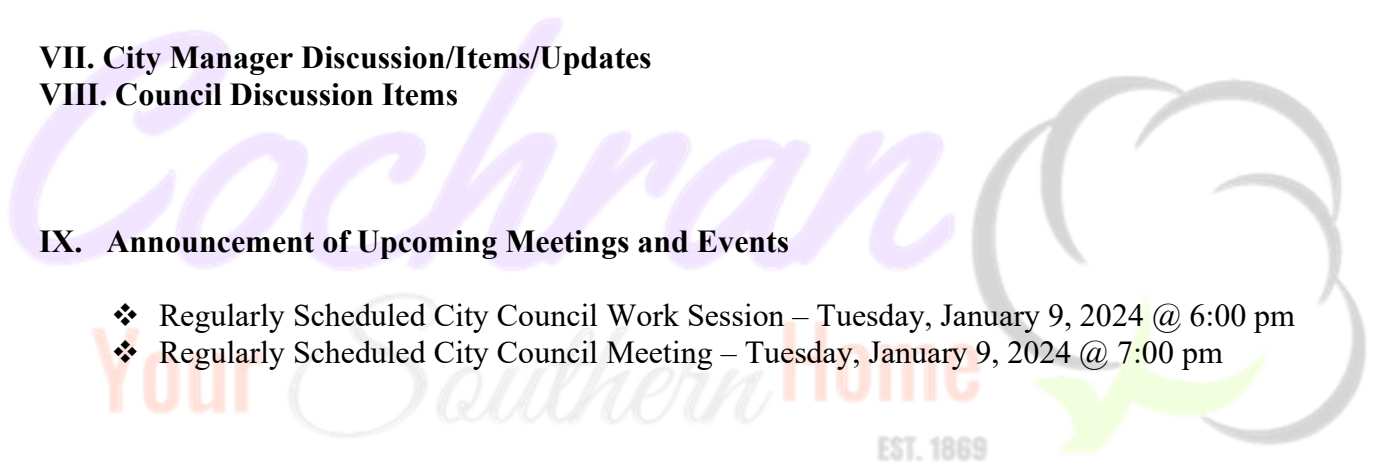 VII. City Manager Discussion/Items/Updates
VIII. Council Discussion Items
Cochran
IX. Announcement of Upcoming Meetings and Events
❖ Regularly Scheduled City Council Work Session – Tuesday, January 9, 2024 @ 6:00 pm
❖ Regularly Scheduled City Council Meeting – Tuesday, January 9, 2024 @ 7:00 pm
Your Southern Home
EST. 1869